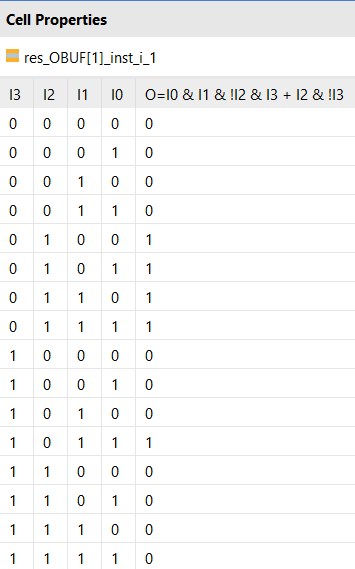 Cell Properties
res_OBUF[1]_inst_i_1
I3 I2 I1 I0 O=I0 & I1 & !I2 & I3 + I2 & !I3
0 0 0 0 0
0 0 0 1 0
0 0 1 0 0
0 0 1 1 0
0 1 0 0 1
0 1 0 1 1
0 1 1 0 1
0 1 1 1 1
1 0 0 0 0
1 0 0 1 0
1 0 1 0 0
1 0 1 1 1
1 1 0 0 0
1 1 0 1 0
1 1 1 0 0
1 1 1 1 0